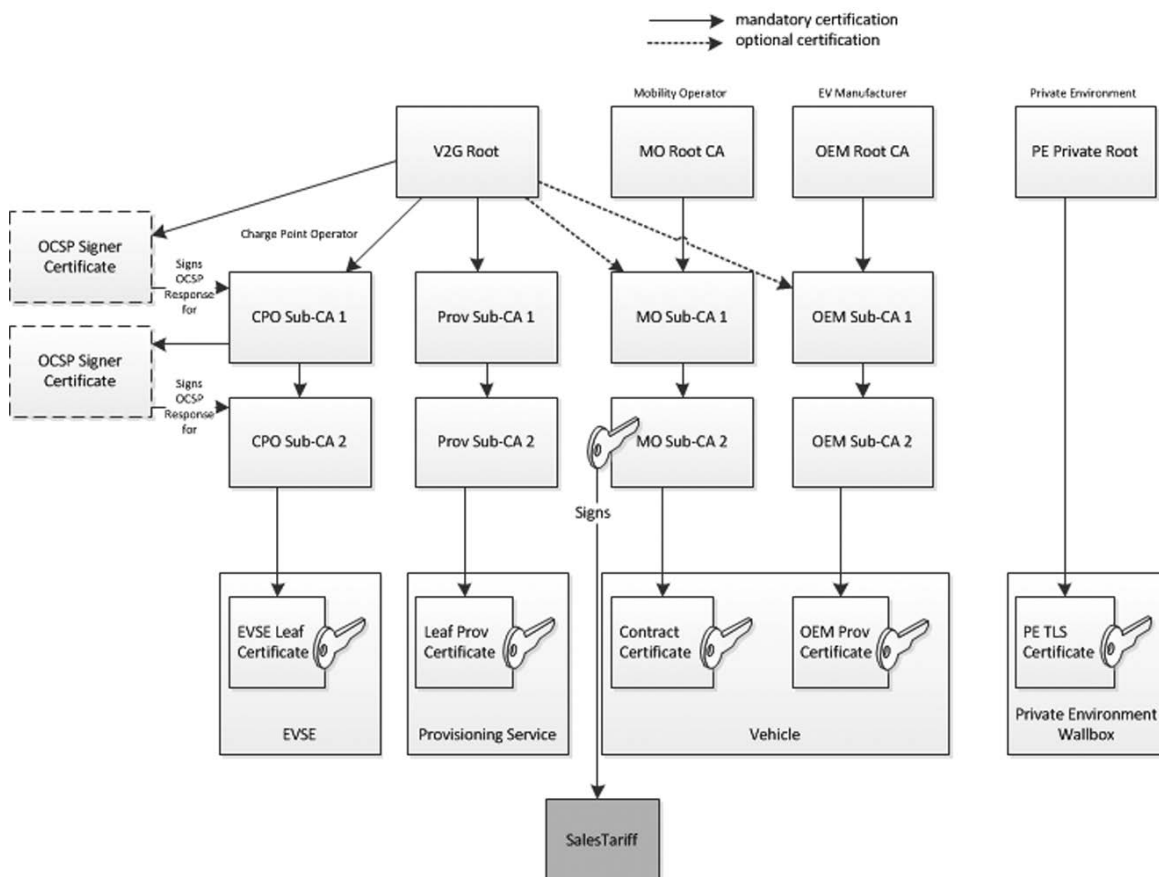 mandatory certification
optional certification
Mobility Operator
EV Manufacturer
Private Environment
V2G Root
MO Root CA
OEM Root CA
PE Private Root
OCSP Signer
Certificate
Charge Point Operator
Signs
OCSP
Response
for
CPO Sub-CA 1
Prov Sub-CA 1
MO Sub-CA 1
OEM Sub-CA 1
OCSP Signer
Certificate
Signs
OCSP
Response
for
CPO Sub-CA 2
Prov Sub-CA 2
MO Sub-CA 2
OEM Sub-CA 2
Signs
EVSE Leaf
Certificate
Leaf Prov
Certificate
Contract
Certificate
OEM Prov
Certificate
PE TLS
Certificate
EVSE
Provisioning Service
Vehicle
Private Environment
Wallbox
SalesTariff